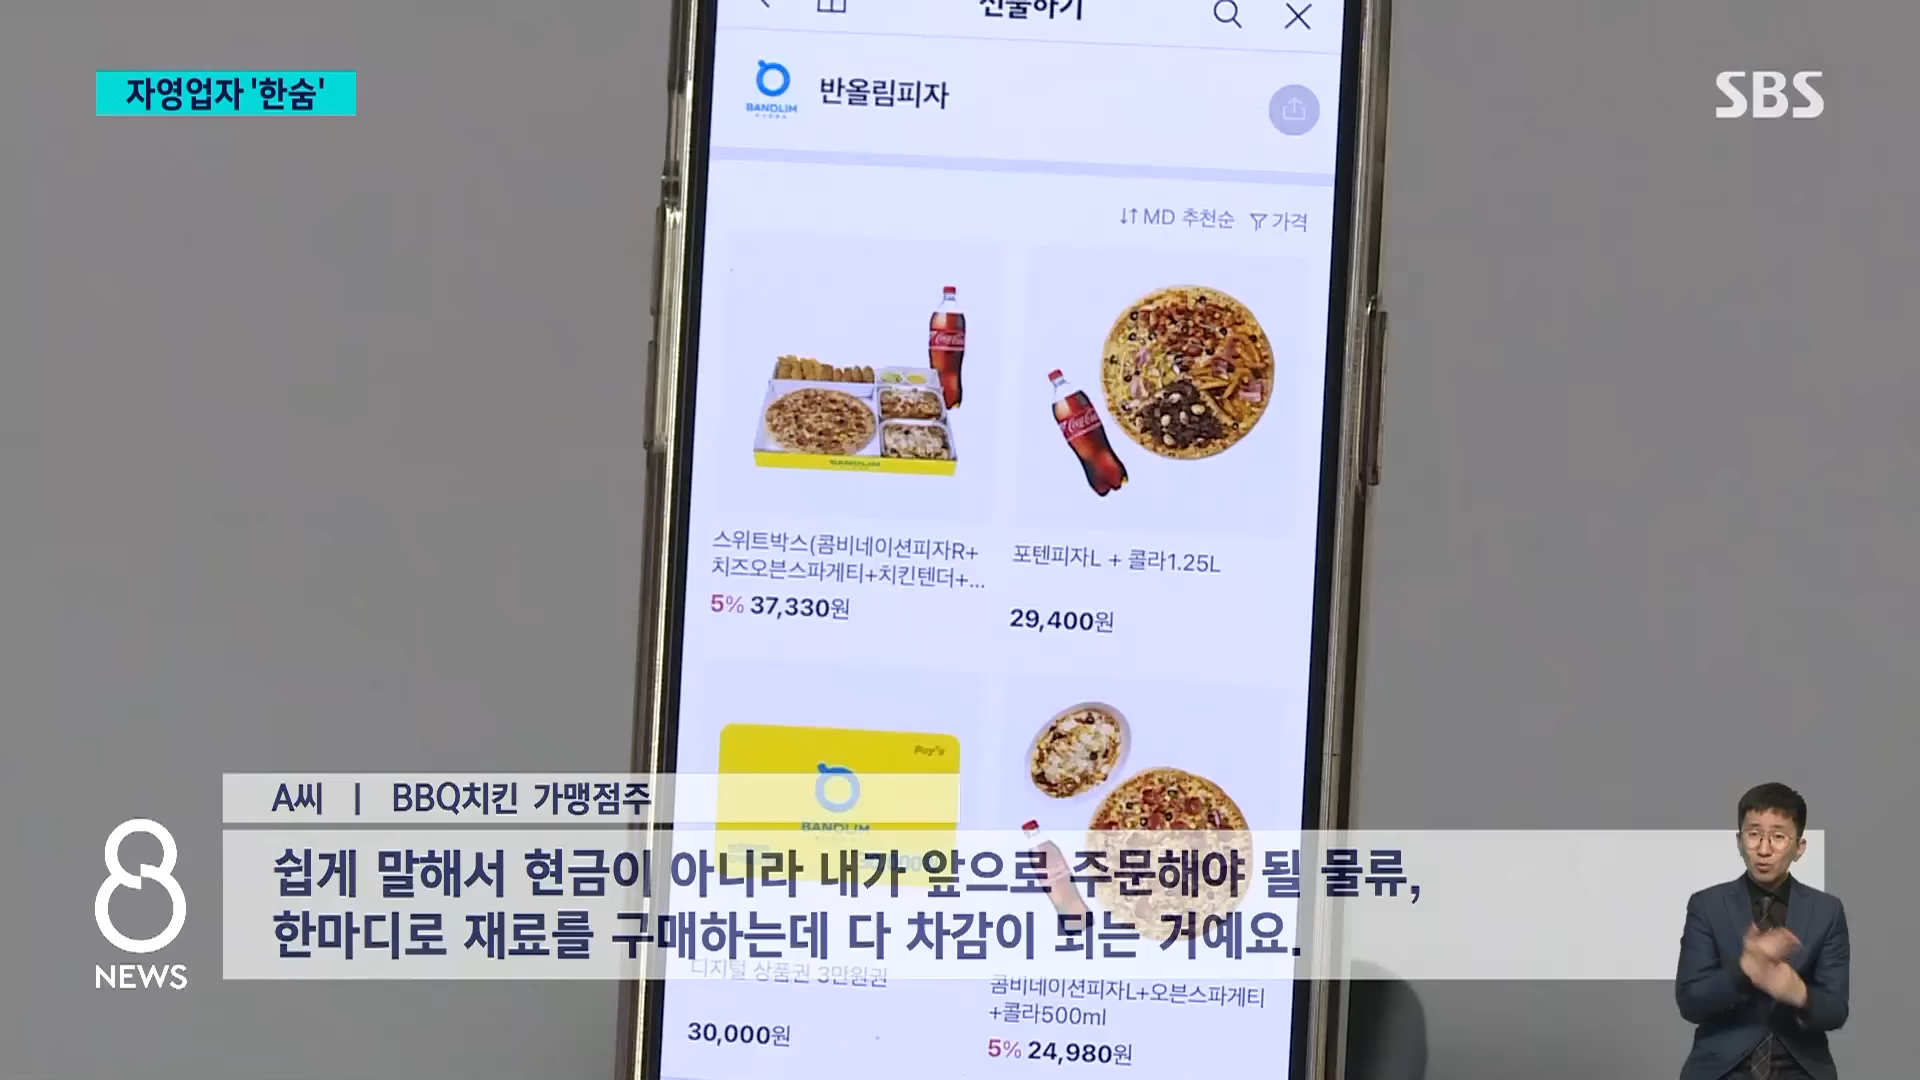 자영업자 '한숨'
SBS
선물하기
BANOLIM
반올림피자
MD 추천순
가격
스위트박스(콤비네이션피자R+
치즈오븐스파게티+치킨텐더+...
5% 37,330원
포텐피자L + 콜라1.25L
29,400원
Coca-Cola
BANOLIM
Pay's
BANOLIM
A씨 | BBQ치킨 가맹점주
쉽게 말해서 현금이 아니라 내가 앞으로 주문해야 될 물류,
한마디로 재료를 구매하는데 다 차감이 되는 거예요.
8
NEWS
디지털 상품권 3만원권
30,000원
콤비네이션피자L+오븐스파게티
+콜라500ml
5% 24,980원